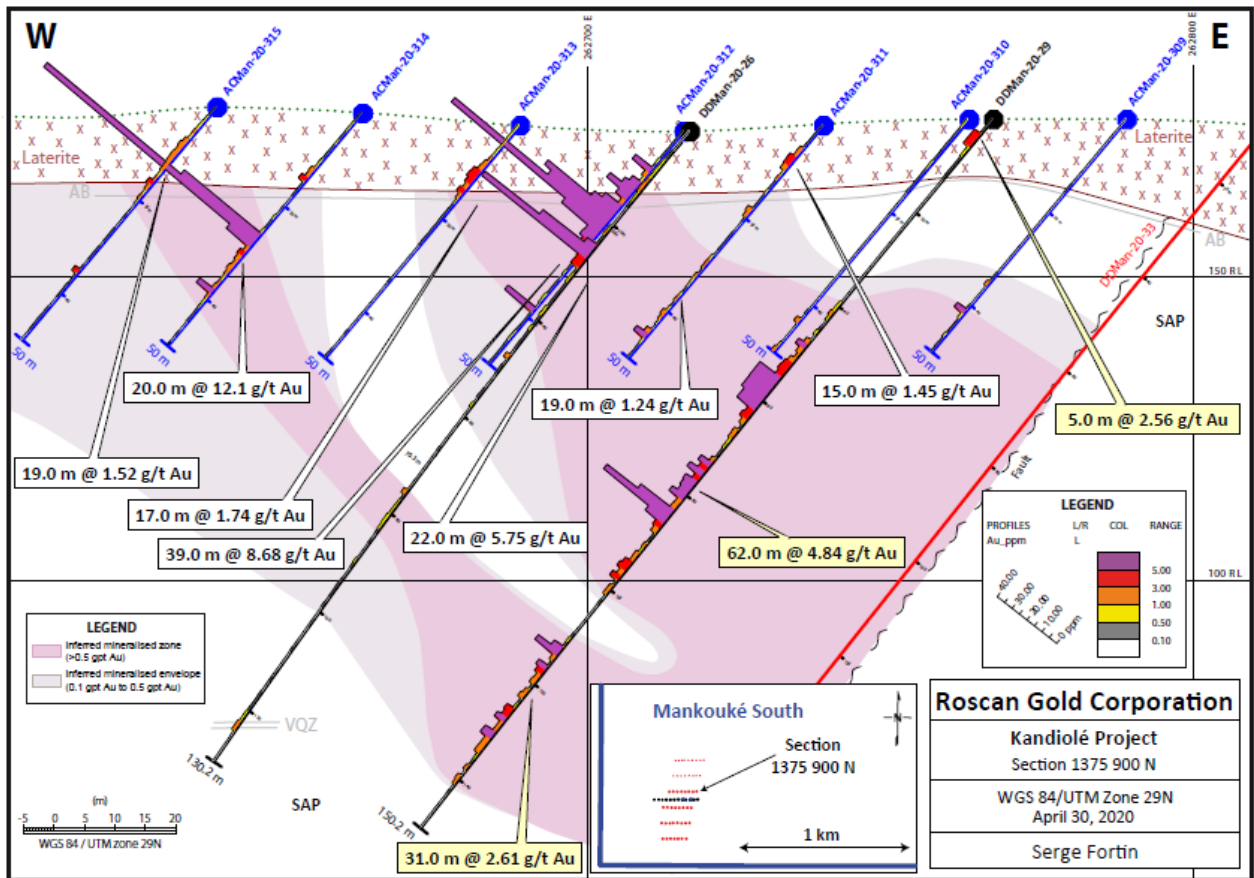 W
E
ACMan-20-315
ACMan-20-314
ACMan-20-313
262700 E
ACMan-20-312
DDMan-20-26
ACMan-20-311
ACMan-20-310
DDMan-20-29
ACMan-20-309
262800 E
Laterite
Laterite
AB
AB
DDMan-20-33
150 RL
SAP
50 m
50 m
50 m
50 m
50 m
50 m
50 m
20.0 m @ 12.1 g/t Au
19.0 m @ 1.24 g/t Au
15.0 m @ 1.45 g/t Au
5.0 m @ 2.56 g/t Au
19.0 m @ 1.52 g/t Au
17.0 m @ 1.74 g/t Au
39.0 m @ 8.68 g/t Au
22.0 m @ 5.75 g/t Au
62.0 m @ 4.84 g/t Au
Fault
LEGEND
PROFILES L/R COL RANGE
Au_ppm L
40.00
30.00
20.00
10.00
0 ppm
5.00
3.00
1.00
0.50
0.10
100 RL
LEGEND
Inferred mineralised zone
(>0.5 gpt Au)
Inferred mineralised envelope
(0.1 gpt Au to 0.5 gpt Au)
VQZ
130.2 m
SAP
150.2 m
31.0 m @ 2.61 g/t Au
(m)
-5 0 5 10 15 20
WGS 84 / UTM zone 29N
Mankouké South
N
Section
1375 900 N
1 km
Roscan Gold Corporation
Kandiolé Project
Section 1375 900 N
WGS 84/UTM Zone 29N
April 30, 2020
Serge Fortin